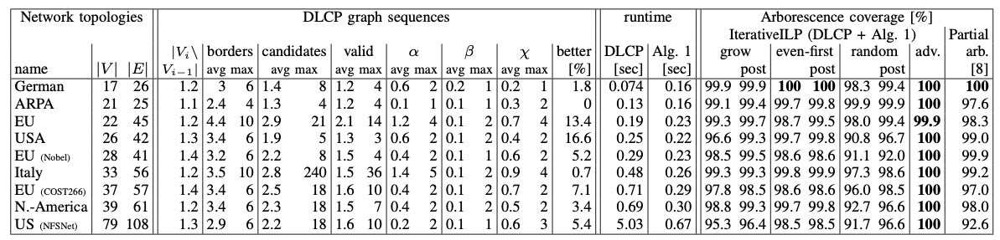 Network topologies DLCP graph sequences runtime Arborescence coverage [%]
IterativeILP (DLCP + Alg. 1) Partial
|Vi\ borders candidates valid α β χ better DLCP Alg. 1 grow even-first random adv. arb.
name |V| |E| Vi−1| avg max avg max avg max avg max avg max avg max [%] [sec] [sec] post post post [8]
German 17 26 1.2 3 6 1.4 8 1.2 4 0.6 2 0.2 1 0.2 1 1.8 0.074 0.16 99.9 99.9 100 100 98.3 99.4 100 100
ARPA 21 25 1.1 2.4 4 1.3 4 1.2 4 0.1 1 0.1 1 0.3 2 0 0.13 0.16 99.1 99.4 99.7 99.8 99.9 99.9 100 97.6
EU 22 45 1.2 4.4 10 2.9 21 2.1 14 1.2 4 0.1 2 0.7 4 13.4 0.19 0.23 99.3 99.7 98.7 99.5 98.0 99.4 99.9 98.3
USA 26 42 1.3 3.4 6 1.9 5 1.3 3 0.6 2 0.1 2 0.4 2 16.6 0.25 0.22 96.6 99.3 99.7 99.8 90.8 96.7 100 99.0
EU (Nobel) 28 41 1.4 3.2 6 2.2 8 1.5 4 0.4 2 0.1 1 0.6 2 5.2 0.29 0.23 98.5 99.5 98.6 98.6 91.1 92.0 100 99.9
Italy 33 56 1.2 3.5 10 2.8 240 1.5 36 1.4 5 0.1 2 0.9 4 0.7 0.48 0.26 99.3 99.3 99.8 99.9 97.3 98.6 100 99.2
EU (COST266) 37 57 1.4 3.4 6 2.5 18 1.6 10 0.4 2 0.1 2 0.7 2 7.1 0.71 0.29 97.8 98.5 98.6 98.6 96.0 98.5 100 97.0
N.-America 39 61 1.2 3.4 6 2.3 18 1.5 7 0.4 2 0.1 2 0.5 2 3.4 0.69 0.30 98.8 99.3 99.7 99.8 92.7 96.6 100 98.0
US (NFSNet) 79 108 1.3 2.9 6 2.2 18 1.6 10 0.2 2 0.1 1 0.6 3 5.4 5.03 0.67 95.3 96.4 98.5 98.5 91.7 96.6 100 92.6